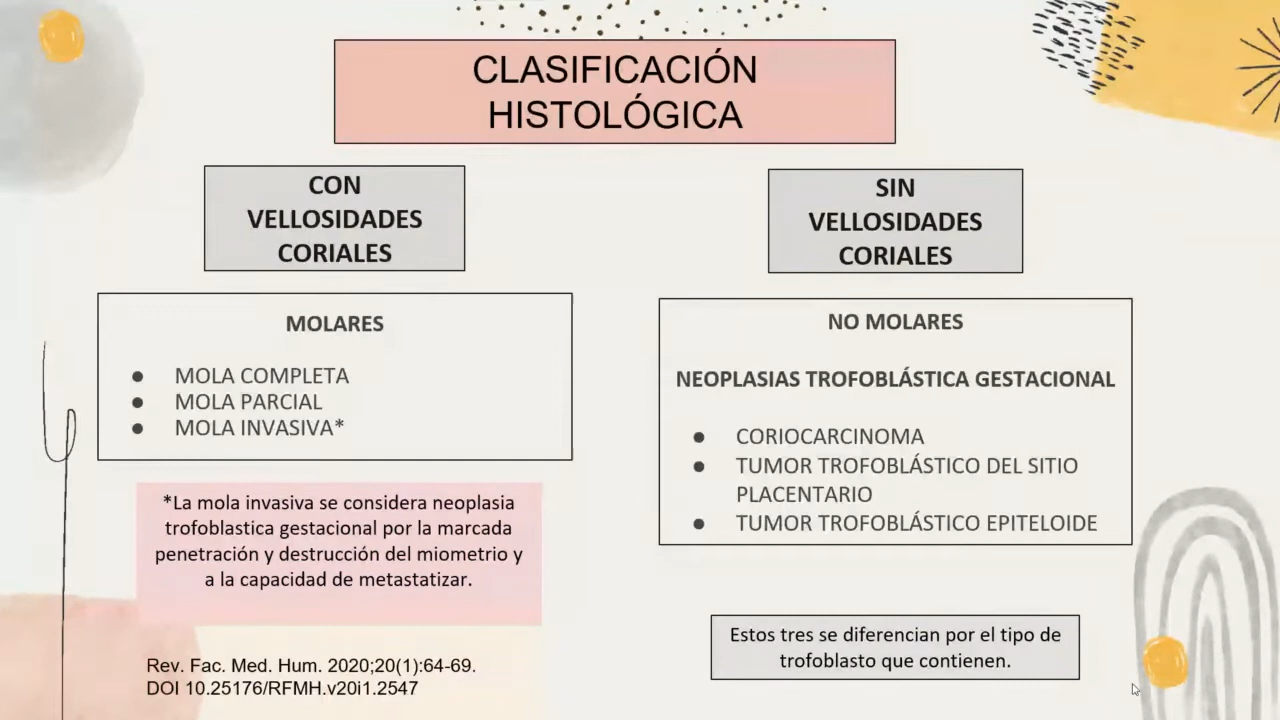 CLASIFICACIÓN
HISTOLÓGICA
CON
VELLOSIDADES
CORIALES
MOLARES
● MOLA COMPLETA
● MOLA PARCIAL
● MOLA INVASIVA*
*La mola invasiva se considera neoplasia
trofoblastica gestacional por la marcada
penetración y destrucción del miometrio y
a la capacidad de metastatizar.
Rev. Fac. Med. Hum. 2020;20(1):64-69.
DOI 10.25176/RFMH.v20i1.2547
SIN
VELLOSIDADES
CORIALES
NO MOLARES
NEOPLASIAS TROFOBLÁSTICA GESTACIONAL
● CORIOCARCINOMA
● TUMOR TROFOBLÁSTICO DEL SITIO
PLACENTARIO
● TUMOR TROFOBLÁSTICO EPITELOIDE
Estos tres se diferencian por el tipo de
trofoblasto que contienen.